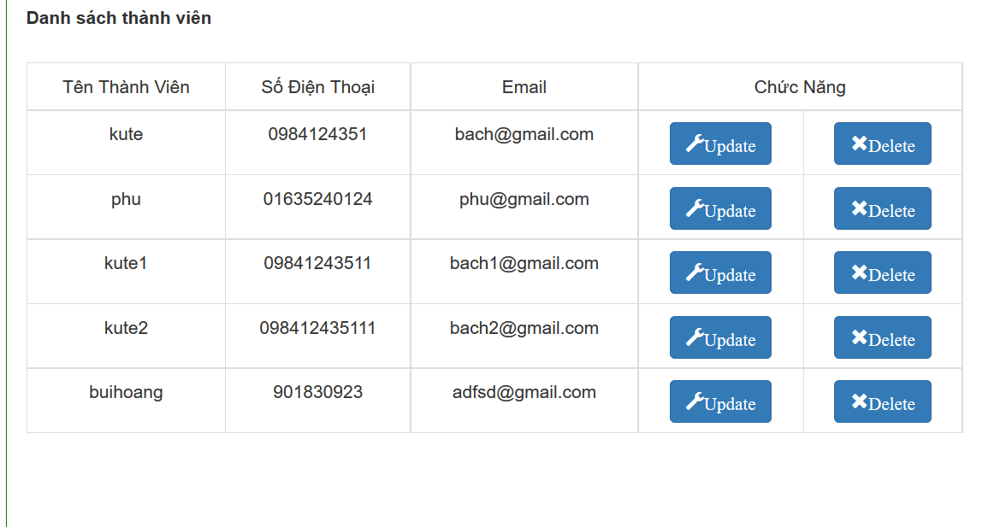 Danh sách thành viên
Tên Thành Viên Số Điện Thoại Email Chức Năng
kute 0984124351 bach@gmail.com Update Delete
phu 01635240124 phu@gmail.com Update Delete
kute1 09841243511 bach1@gmail.com Update Delete
kute2 098412435111 bach2@gmail.com Update Delete
buihoang 901830923 adfsd@gmail.com Update Delete